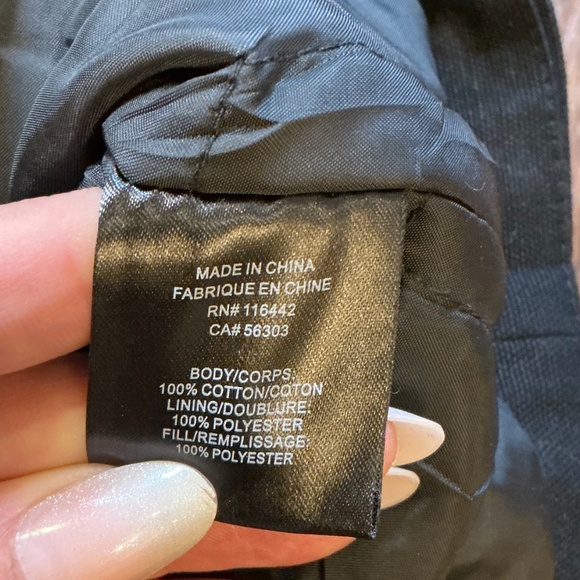 MADE IN CHINA
FABRIQUE EN CHINE
RN# 116442
CA# 56303
BODY/CORPS:
100% COTTON/COTON
LINING/DOUBLURE:
100% POLYESTER
FILL/REMPLISSAGE:
100% POLYESTER